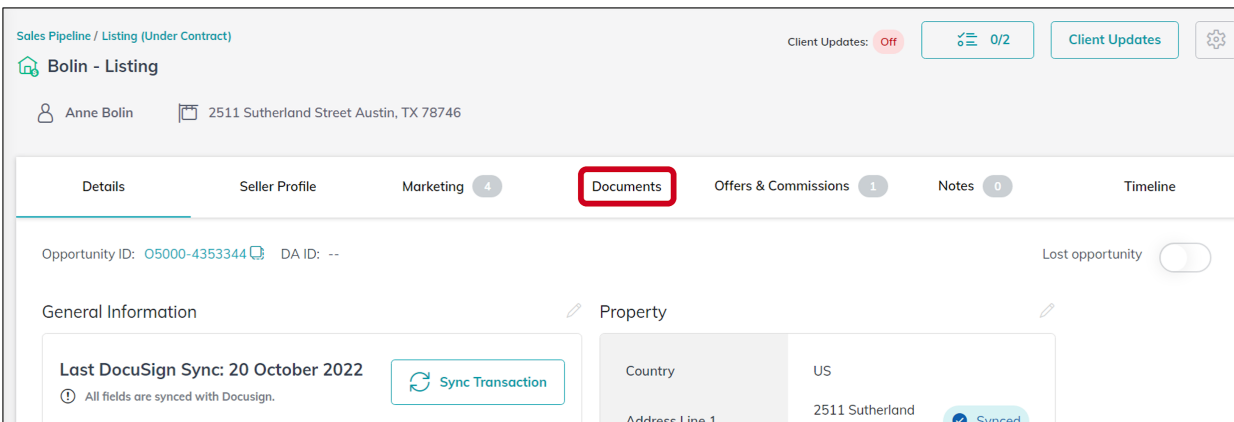 Sales Pipeline / Listing (Under Contract)
Client Updates: Off
0/2
Client Updates
Bolin - Listing
Anne Bolin
2511 Sutherland Street Austin, TX 78746
Details
Seller Profile
Marketing 4
Documents
Offers & Commissions 1
Notes 0
Timeline
Opportunity ID: O5000-4353344 DA ID: --
Lost opportunity
General Information
Property
Last DocuSign Sync: 20 October 2022
All fields are synced with Docusign.
Sync Transaction
Country US
Address Line 1 2511 Sutherland
Synced